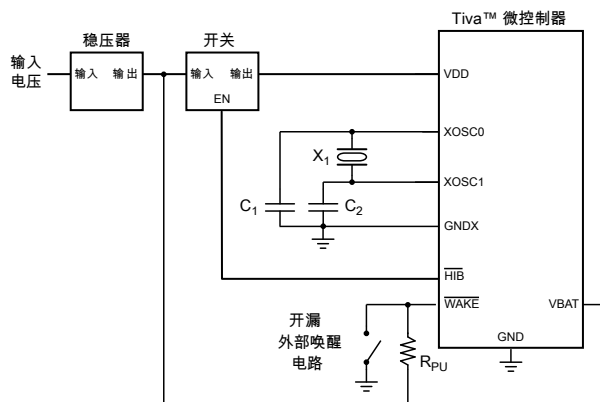 Tiva™ 微控制器
稳压器
开关
输入
电压
输入 输出
输入 输出
EN
VDD
XOSC0
X1
XOSC1
C1
C2
GNDX
HIB
WAKE
VBAT
开漏
外部唤醒
电路
RPU
GND